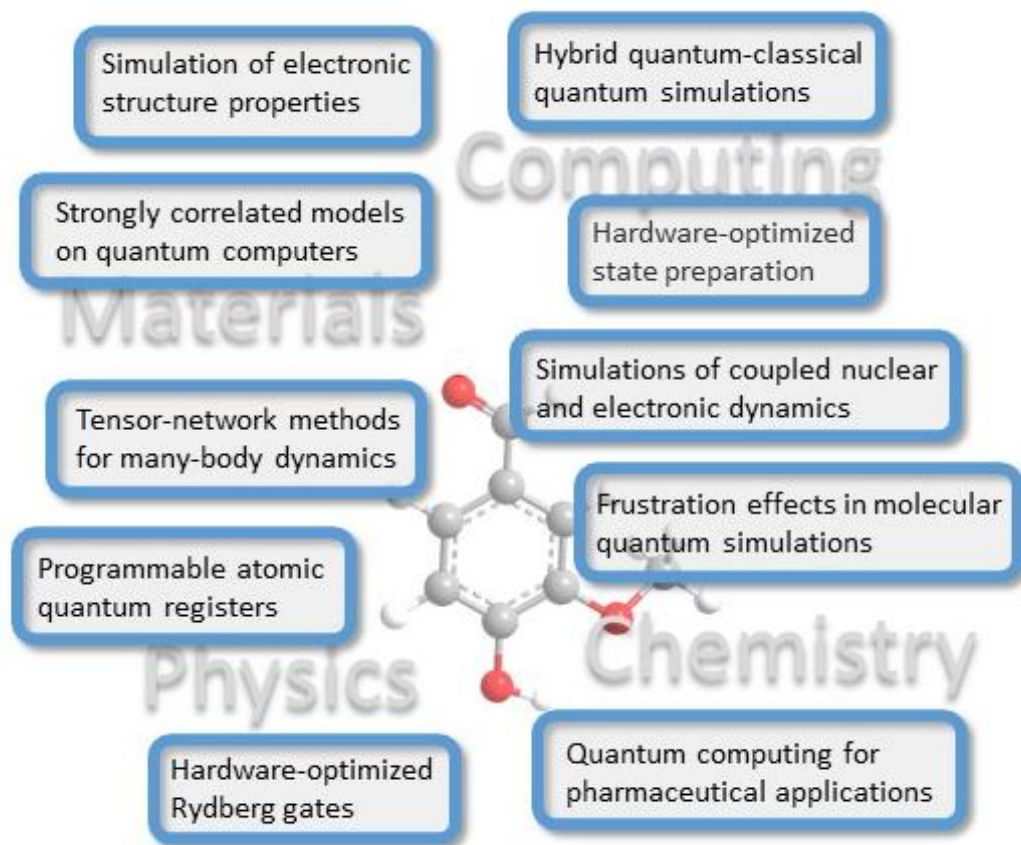 Simulation of electronic
structure properties
Hybrid quantum-classical
quantum simulations
Computing
Strongly correlated models
on quantum computers
Hardware-optimized
state preparation
Materials
Simulations of coupled nuclear
and electronic dynamics
Tensor-network methods
for many-body dynamics
Frustration effects in molecular
quantum simulations
Programmable atomic
quantum registers
Physics
Chemistry
Hardware-optimized
Rydberg gates
Quantum computing for
pharmaceutical applications